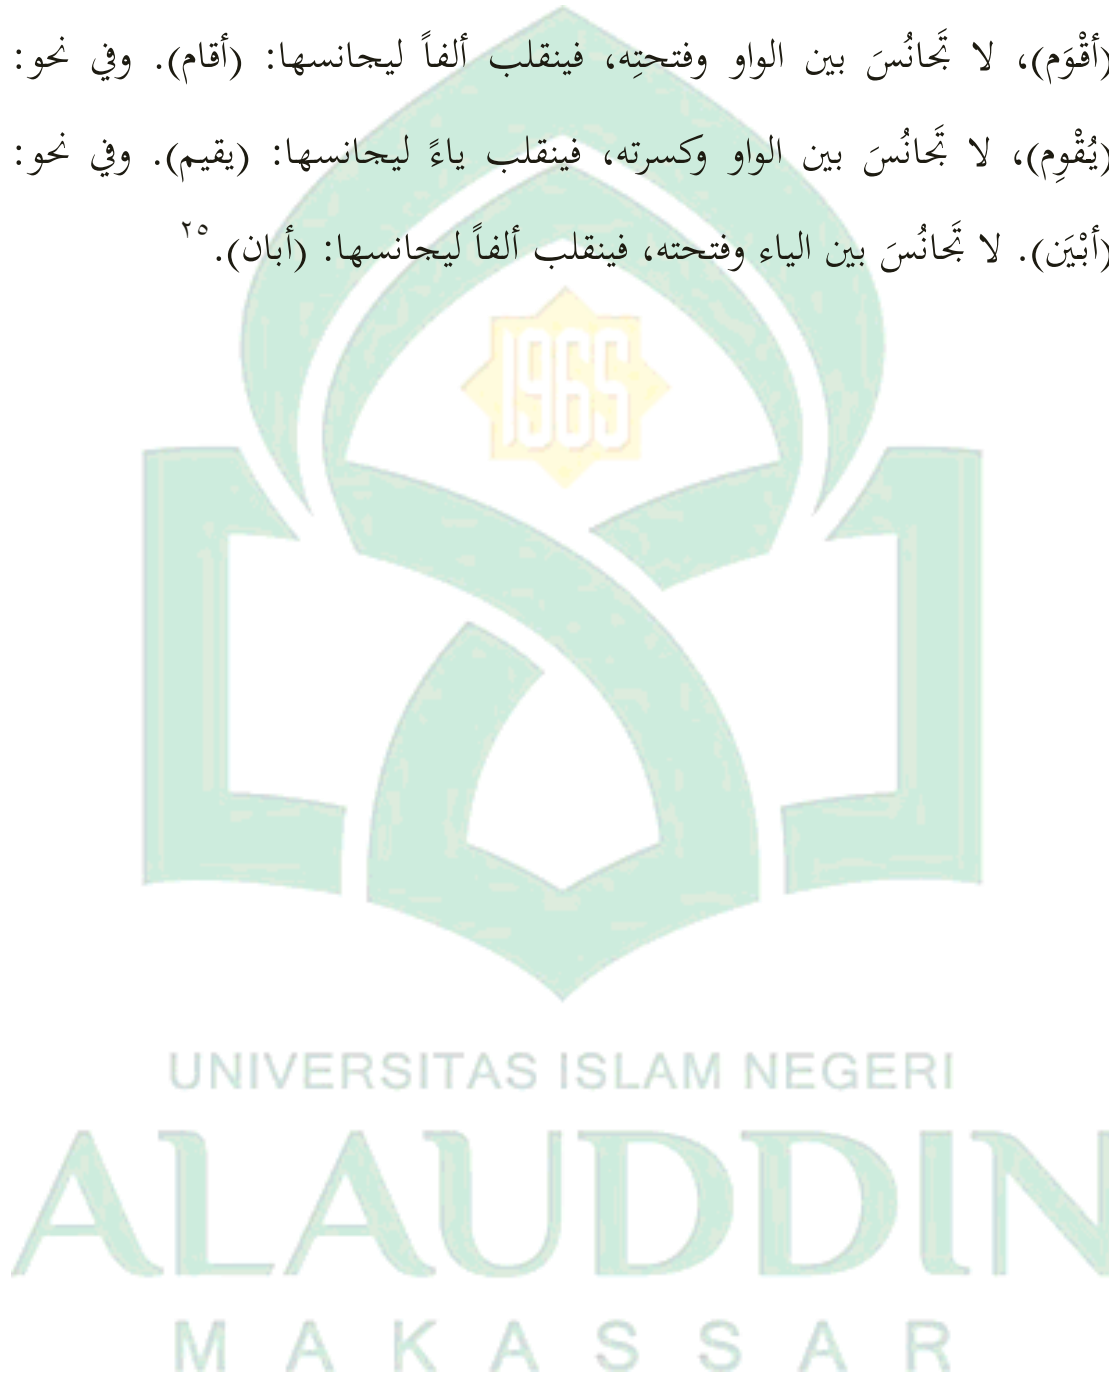 (أقْوَم)، لا تَجانُسَ بين الواو وفتحتِه، فينقلب ألفاً ليجانسها: (أقام). وفي نحو:
(يُقْوِم)، لا تَجانُسَ بين الواو وكسرته، فينقلب ياءً ليجانسها: (يقيم). وفي نحو:
(أبْيَن). لا تَجانُسَ بين الياء وفتحته، فينقلب ألفاً ليجانسها: (أبان).٢٥
1965
UNIVERSITAS ISLAM NEGERI
ALAUDDIN
MAKASSAR